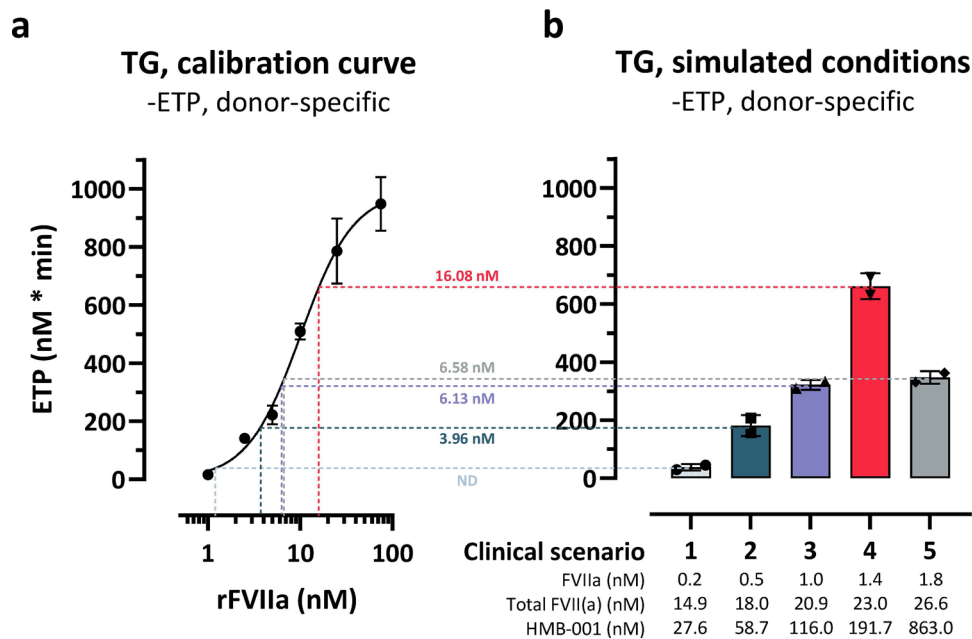 a
TG, calibration curve
-ETP, donor-specific
ETP (nM * min)
1000
800
600
400
200
0
1 10 100
rFVIIa (nM)
16.08 nM
6.58 nM
6.13 nM
3.96 nM
ND
b
TG, simulated conditions
-ETP, donor-specific
1000
800
600
400
200
0
Clinical scenario 1 2 3 4 5
FVIIa (nM) 0.2 0.5 1.0 1.4 1.8
Total FVII(a) (nM) 14.9 18.0 20.9 23.0 26.6
HMB-001 (nM) 27.6 58.7 116.0 191.7 863.0